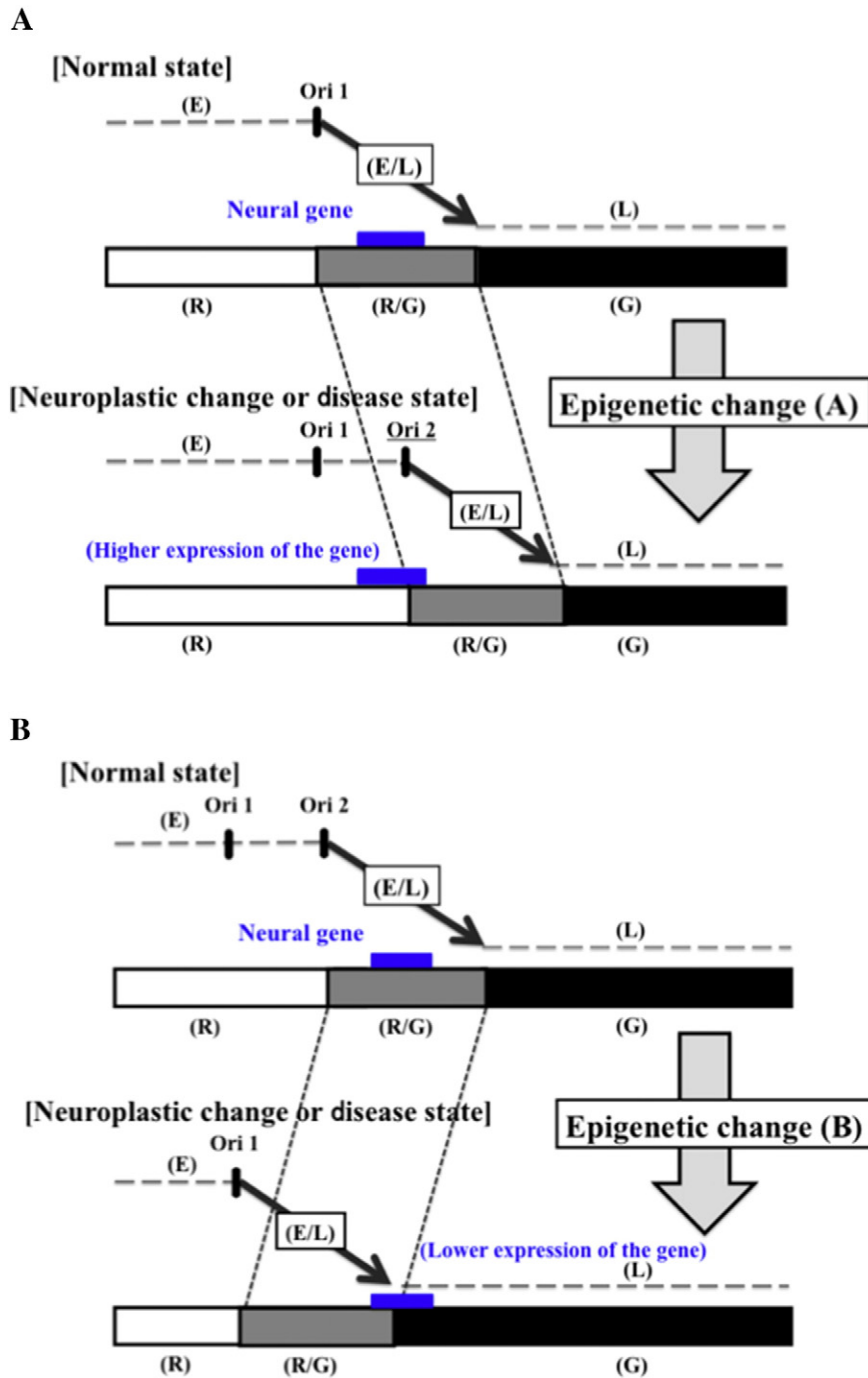 A
[Normal state]
Ori 1
(E)
(E/L)
Neural gene
(L)
(R)
(R/G)
(G)
[Neuroplastic change or disease state]
Epigenetic change (A)
Ori 1
Ori 2
(E)
(E/L)
(Higher expression of the gene)
(L)
(R)
(R/G)
(G)
B
[Normal state]
Ori 1
Ori 2
(E)
(E/L)
Neural gene
(L)
(R)
(R/G)
(G)
[Neuroplastic change or disease state]
Epigenetic change (B)
Ori 1
(E)
(E/L)
(Lower expression of the gene)
(L)
(R)
(R/G)
(G)